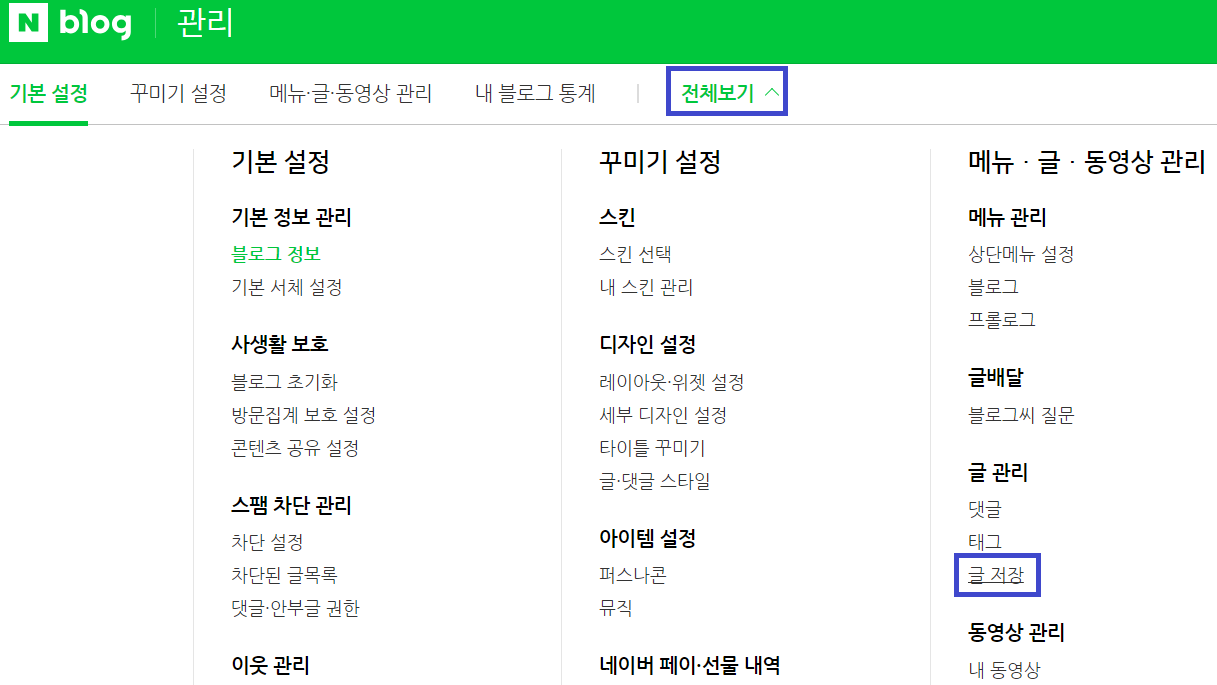 N blog 관리
기본 설정 꾸미기 설정 메뉴·글·동영상 관리 내 블로그 통계 | 전체보기
기본 설정
기본 정보 관리
블로그 정보
기본 서체 설정
사생활 보호
블로그 초기화
방문집계 보호 설정
콘텐츠 공유 설정
스팸 차단 관리
차단 설정
차단된 글목록
댓글·안부글 권한
이웃 관리
꾸미기 설정
스킨
스킨 선택
내 스킨 관리
디자인 설정
레이아웃·위젯 설정
세부 디자인 설정
타이틀 꾸미기
글·댓글 스타일
아이템 설정
퍼스나콘
뮤직
네이버 페이·선물 내역
메뉴 · 글 · 동영상 관리
메뉴 관리
상단메뉴 설정
블로그
프롤로그
글배달
블로그씨 질문
글 관리
댓글
태그
글 저장
동영상 관리
내 동영상